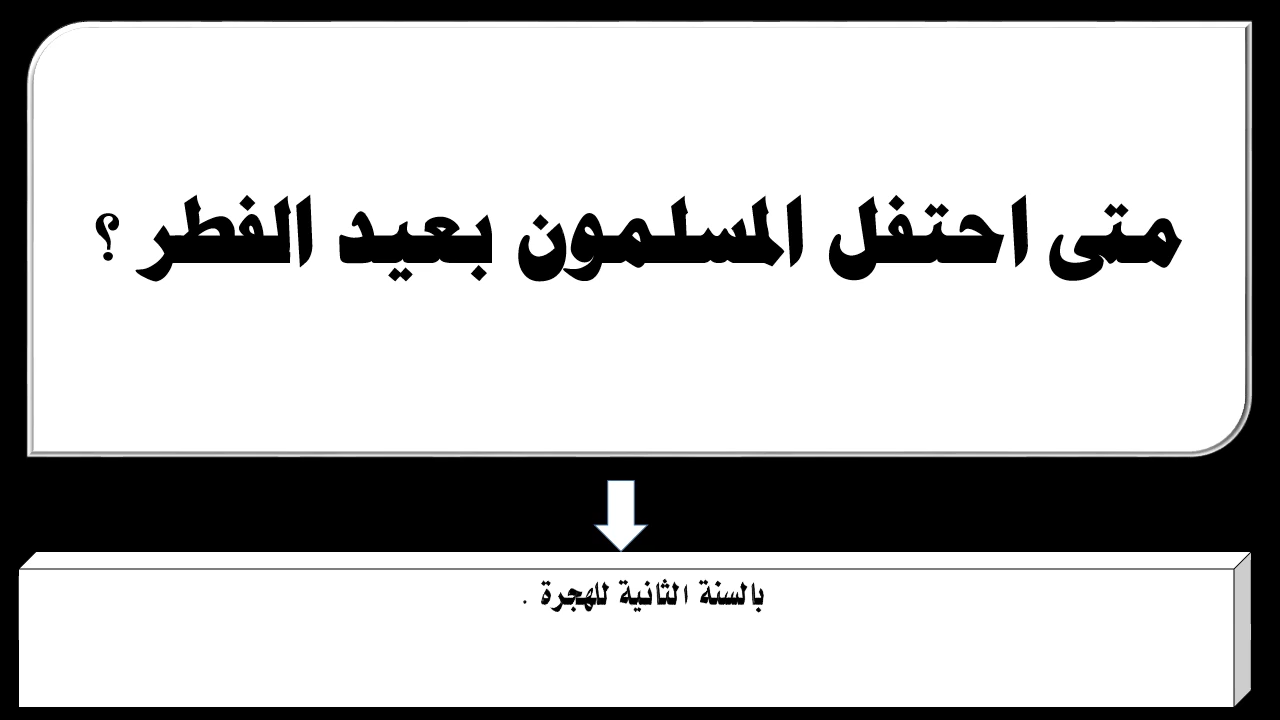 متى احتفل المسلمون بعيد الفطر ؟
بالسنة الثانية للهجرة .